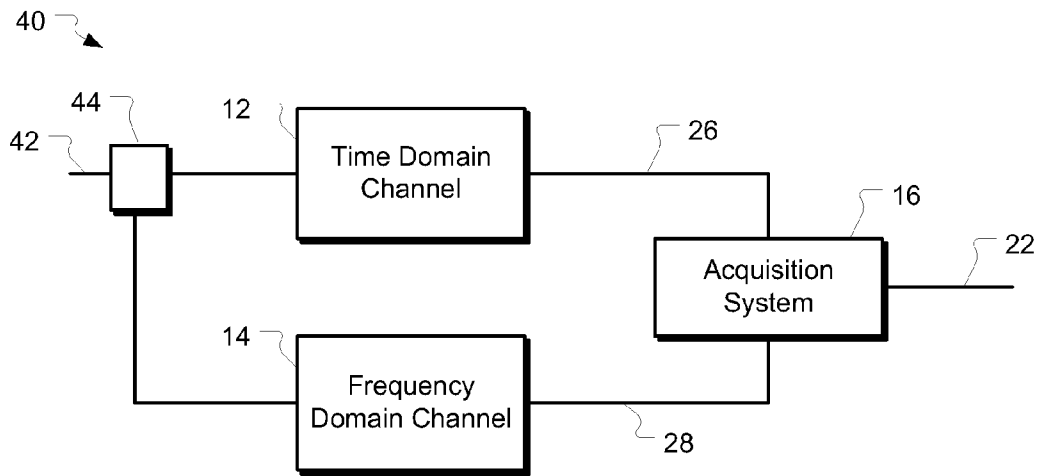 40
44
42
12
Time Domain
Channel
26
16
Acquisition
System
22
14
Frequency
Domain Channel
28